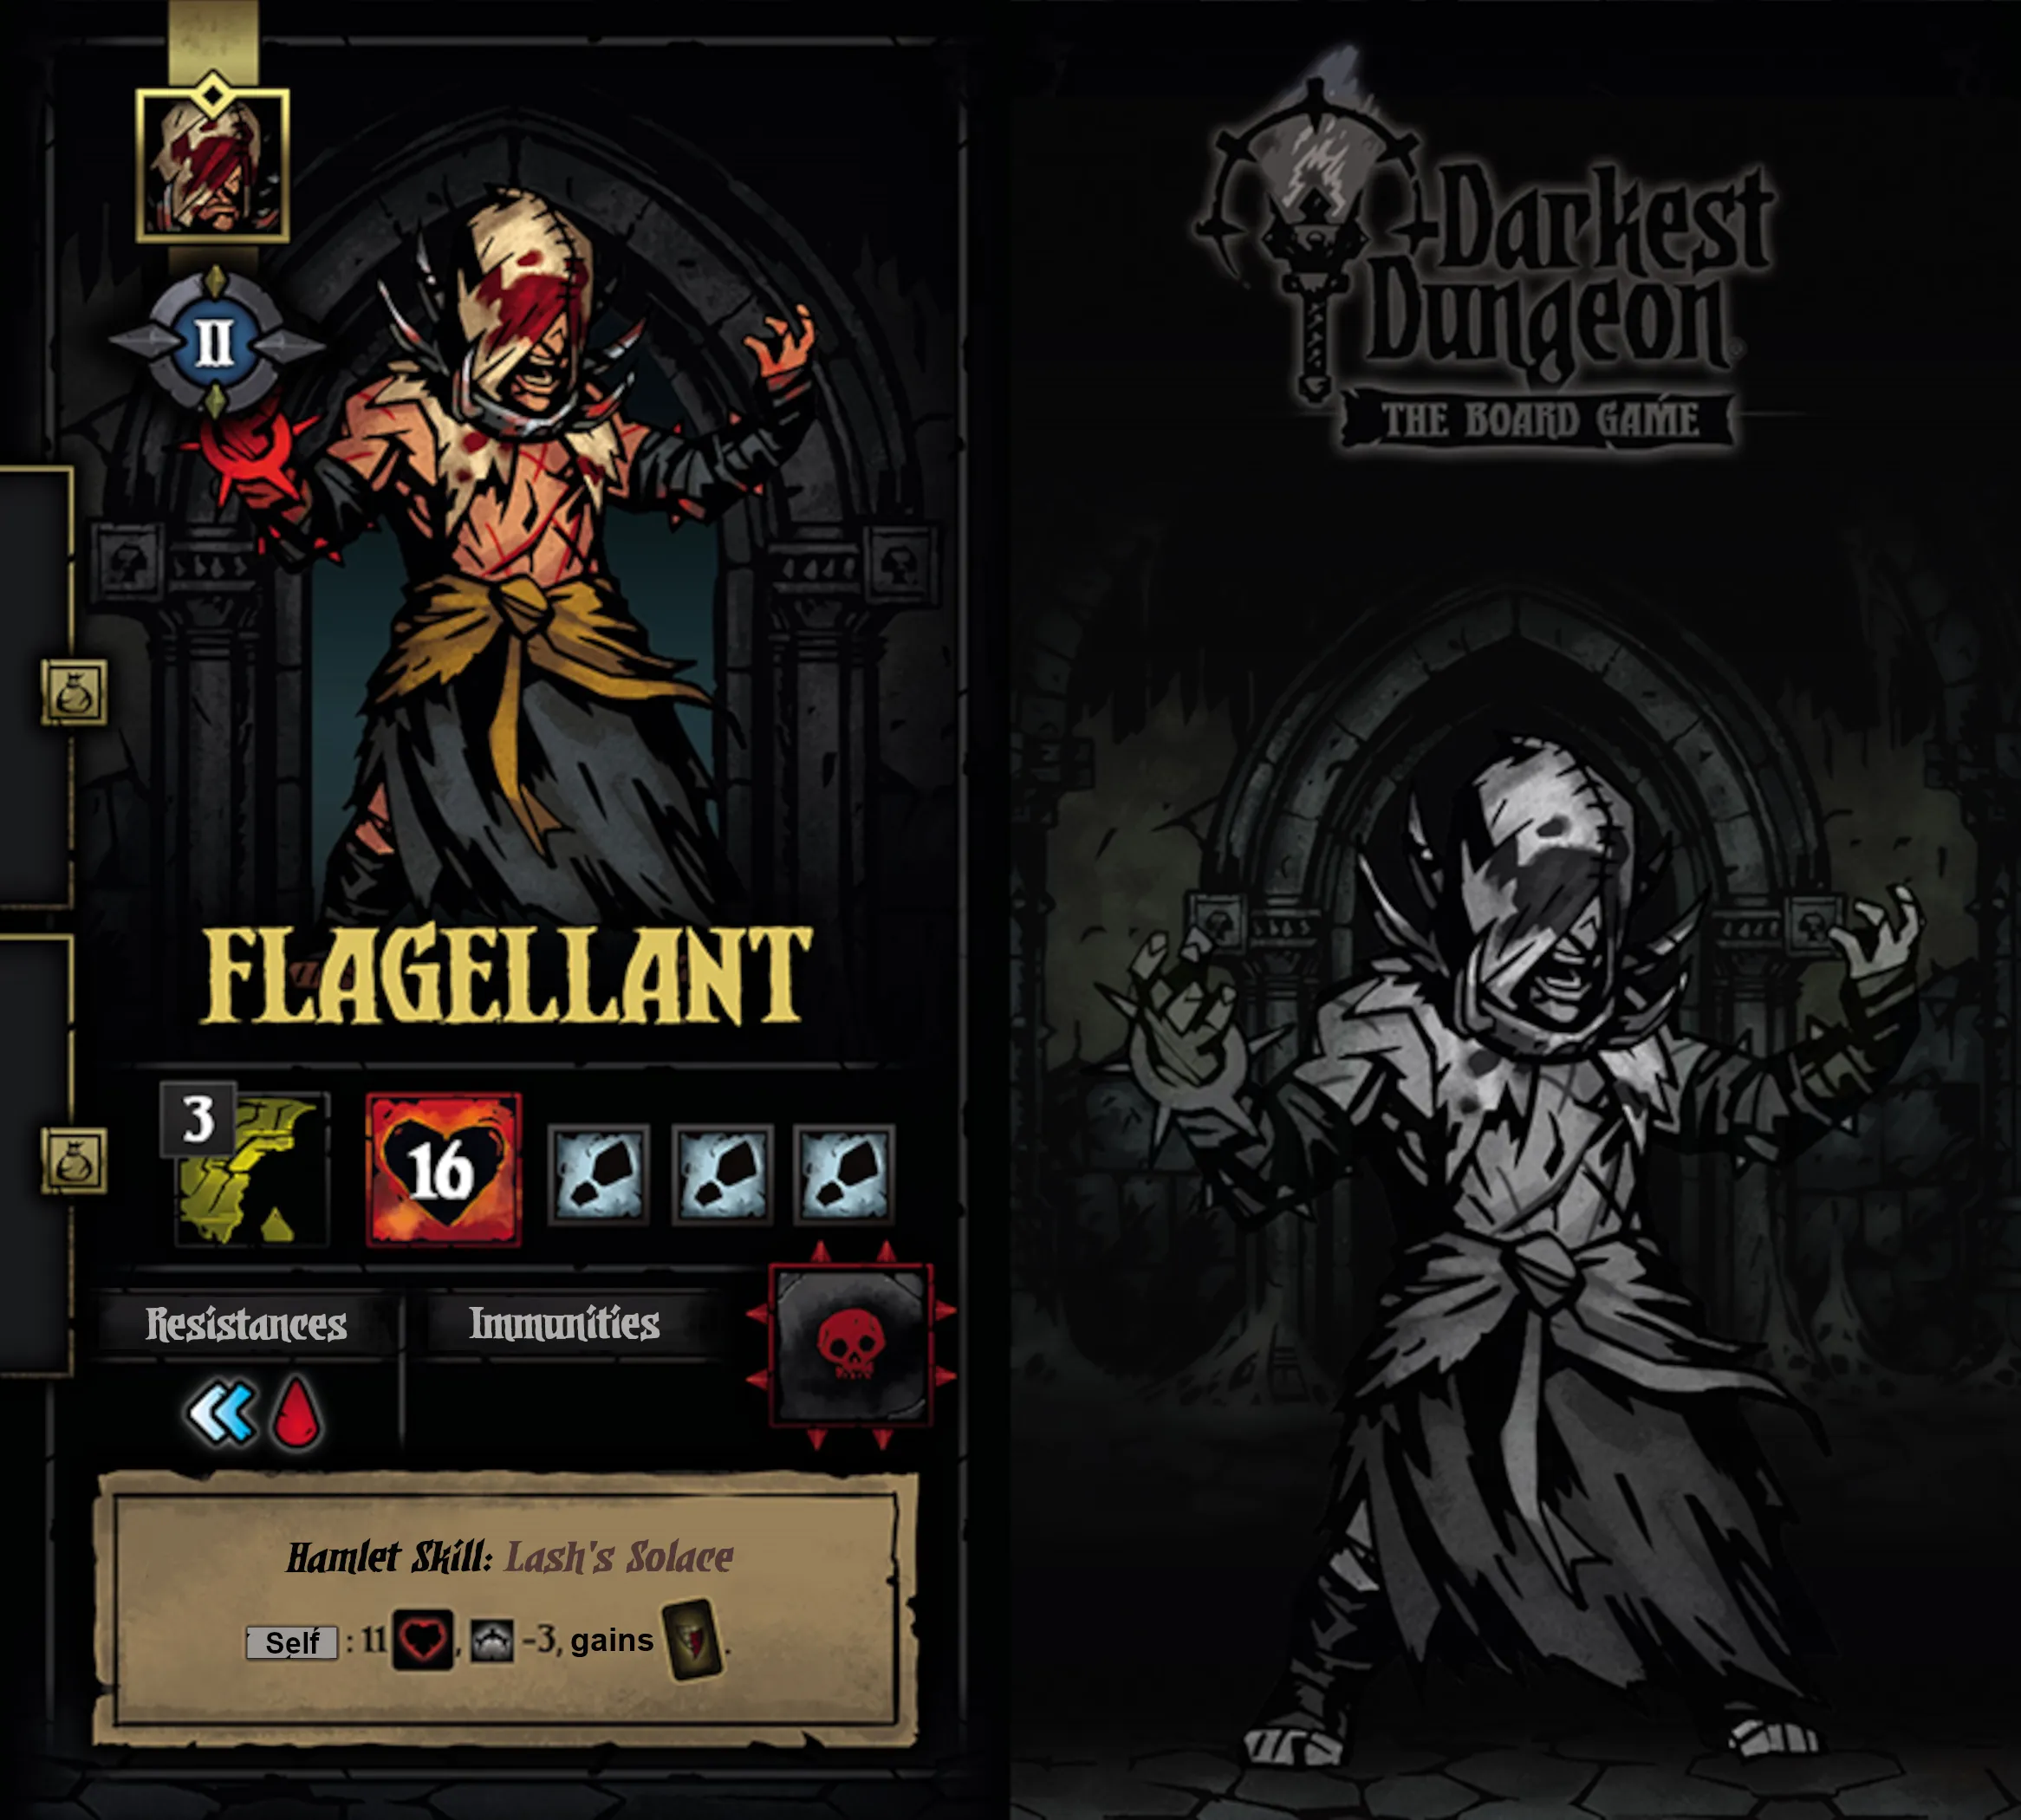 II
FLAGELLANT
3
16
Resistances
Immunities
Hamlet Skill: Lash's Solace
Self : 11 , -3, gains .
Darkest
Dungeon
THE BOARD GAME